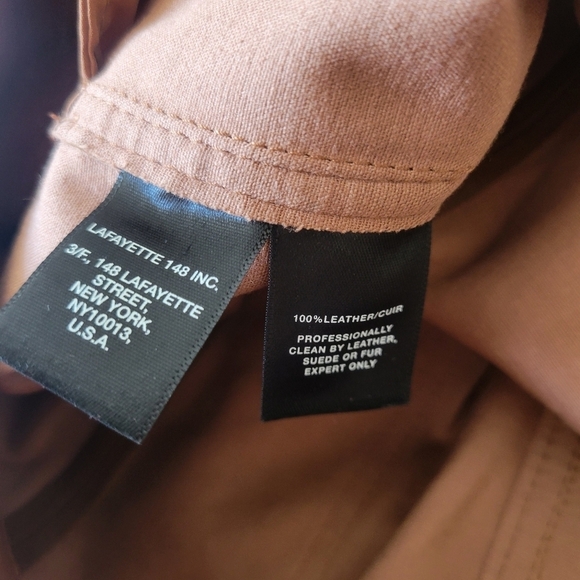 LAFAYETTE 148 INC.
3/F., 148 LAFAYETTE
STREET,
NEW YORK,
NY10013,
U.S.A.
100%LEATHER/CUIR
PROFESSIONALLY
CLEAN BY LEATHER,
SUEDE OR FUR
EXPERT ONLY